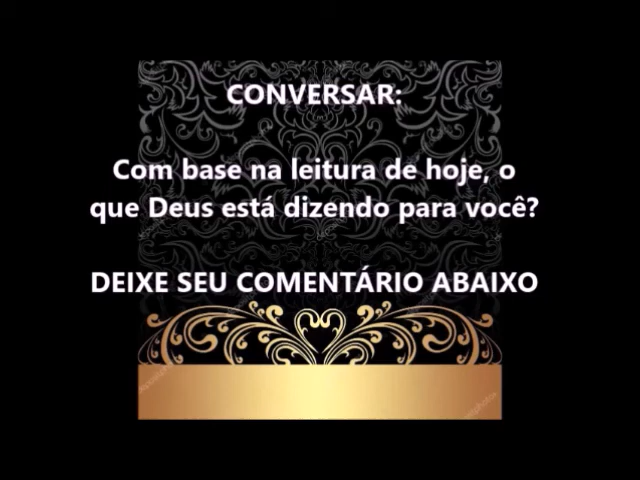 CONVERSAR:
Com base na leitura de hoje, o
que Deus está dizendo para você?
DEIXE SEU COMENTÁRIO ABAIXO